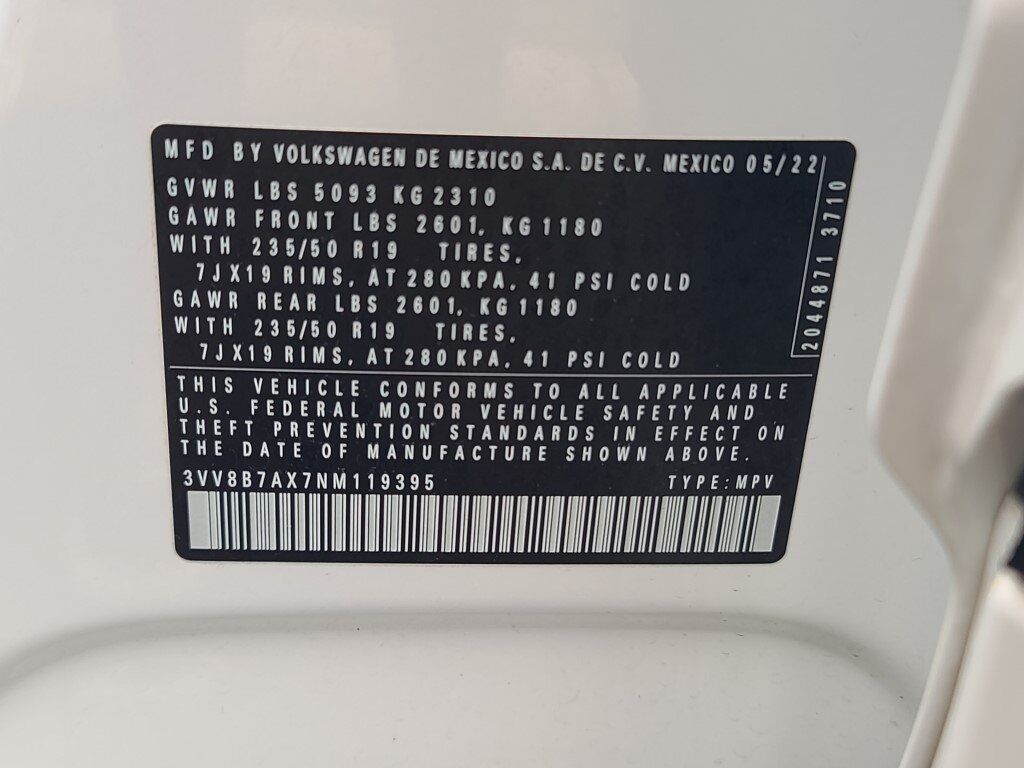 MFD BY VOLKSWAGEN DE MEXICO S.A. DE C.V. MEXICO 05/22
GVWR LBS 5093 KG 2310
GAWR FRONT LBS 2601, KG 1180
WITH 235/50 R19 TIRES,
7JX19 RIMS, AT 280 KPA, 41 PSI COLD
GAWR REAR LBS 2601, KG 1180
WITH 235/50 R19 TIRES,
7JX19 RIMS, AT 280 KPA, 41 PSI COLD
2044871 3710
THIS VEHICLE CONFORMS TO ALL APPLICABLE
U.S. FEDERAL MOTOR VEHICLE SAFETY AND
THEFT PREVENTION STANDARDS IN EFFECT ON
THE DATE OF MANUFACTURE SHOWN ABOVE.
3VV8B7AX7NM119395 TYPE: MPV